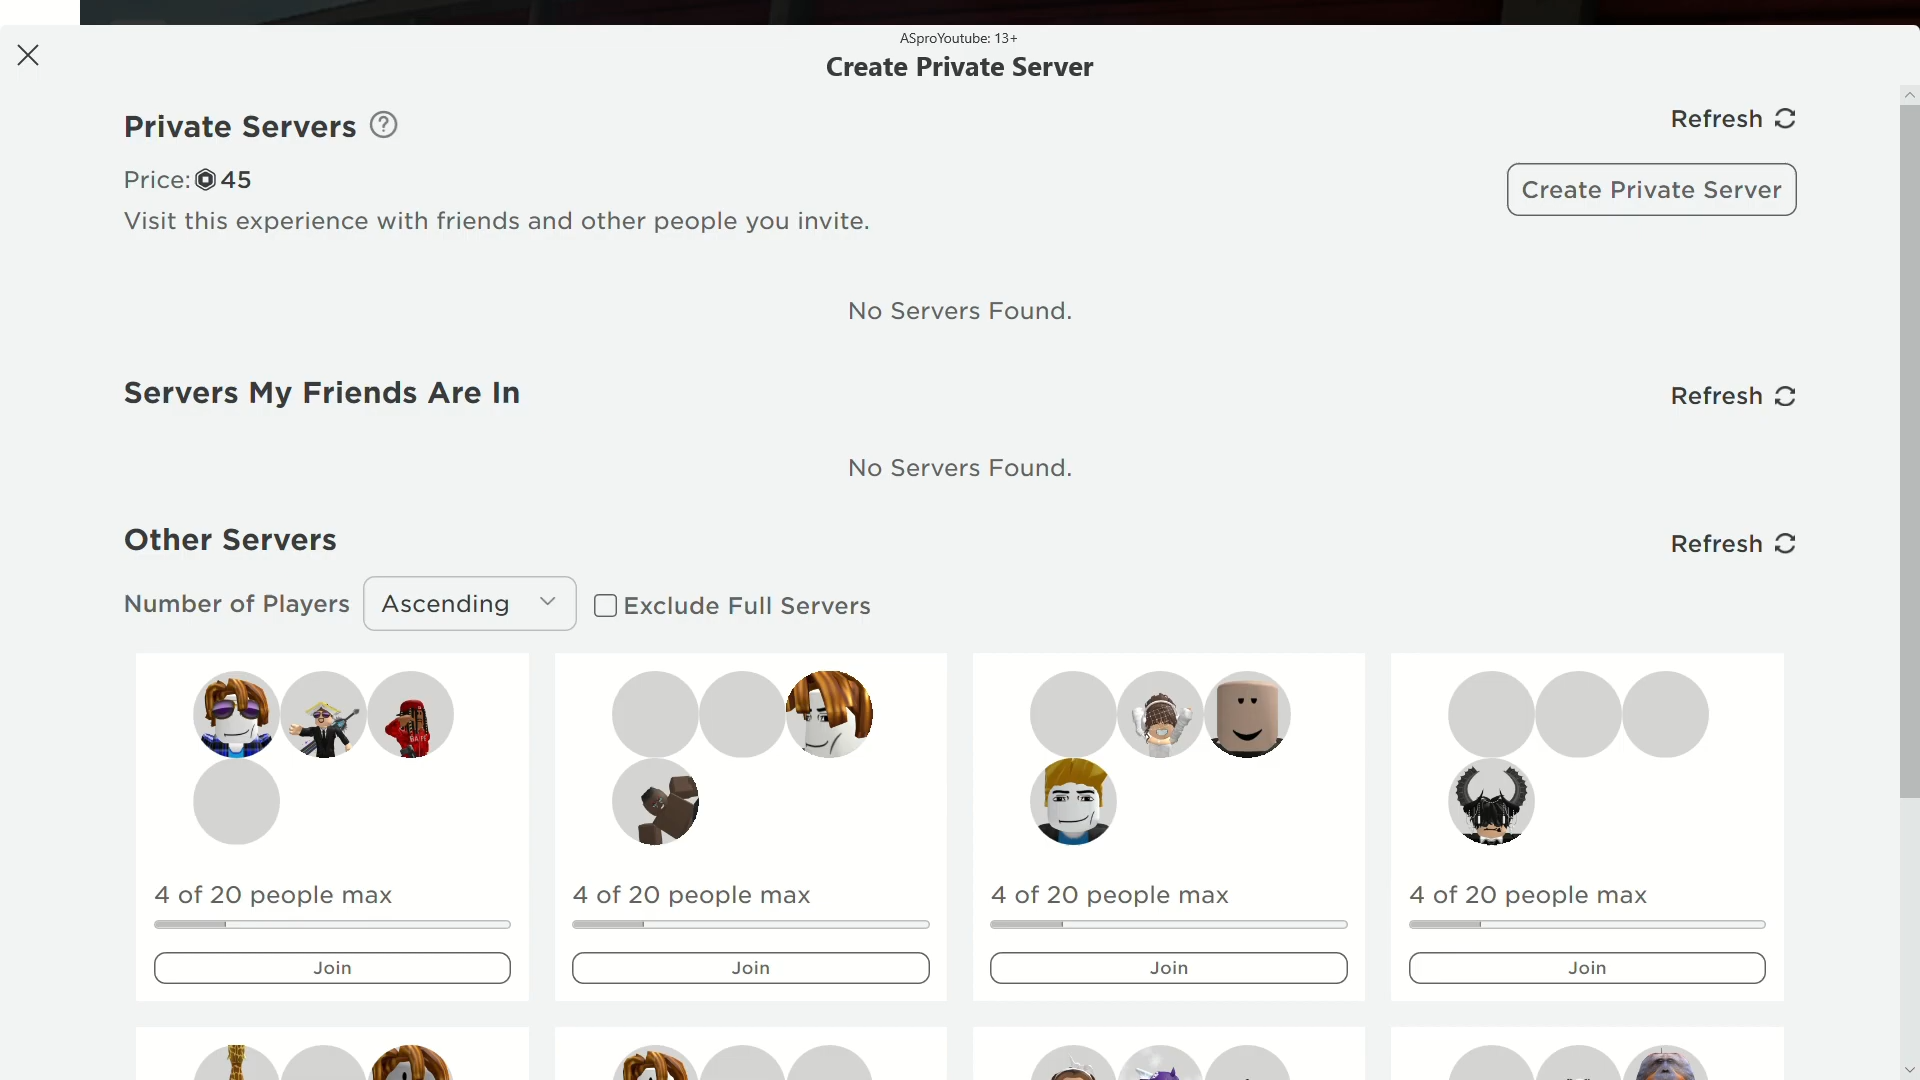 ASproYoutube: 13+
Create Private Server
Private Servers
Refresh
Price: 45
Create Private Server
Visit this experience with friends and other people you invite.
No Servers Found.
Servers My Friends Are In
Refresh
No Servers Found.
Other Servers
Refresh
Number of Players Ascending Exclude Full Servers
4 of 20 people max
4 of 20 people max
4 of 20 people max
4 of 20 people max
Join
Join
Join
Join